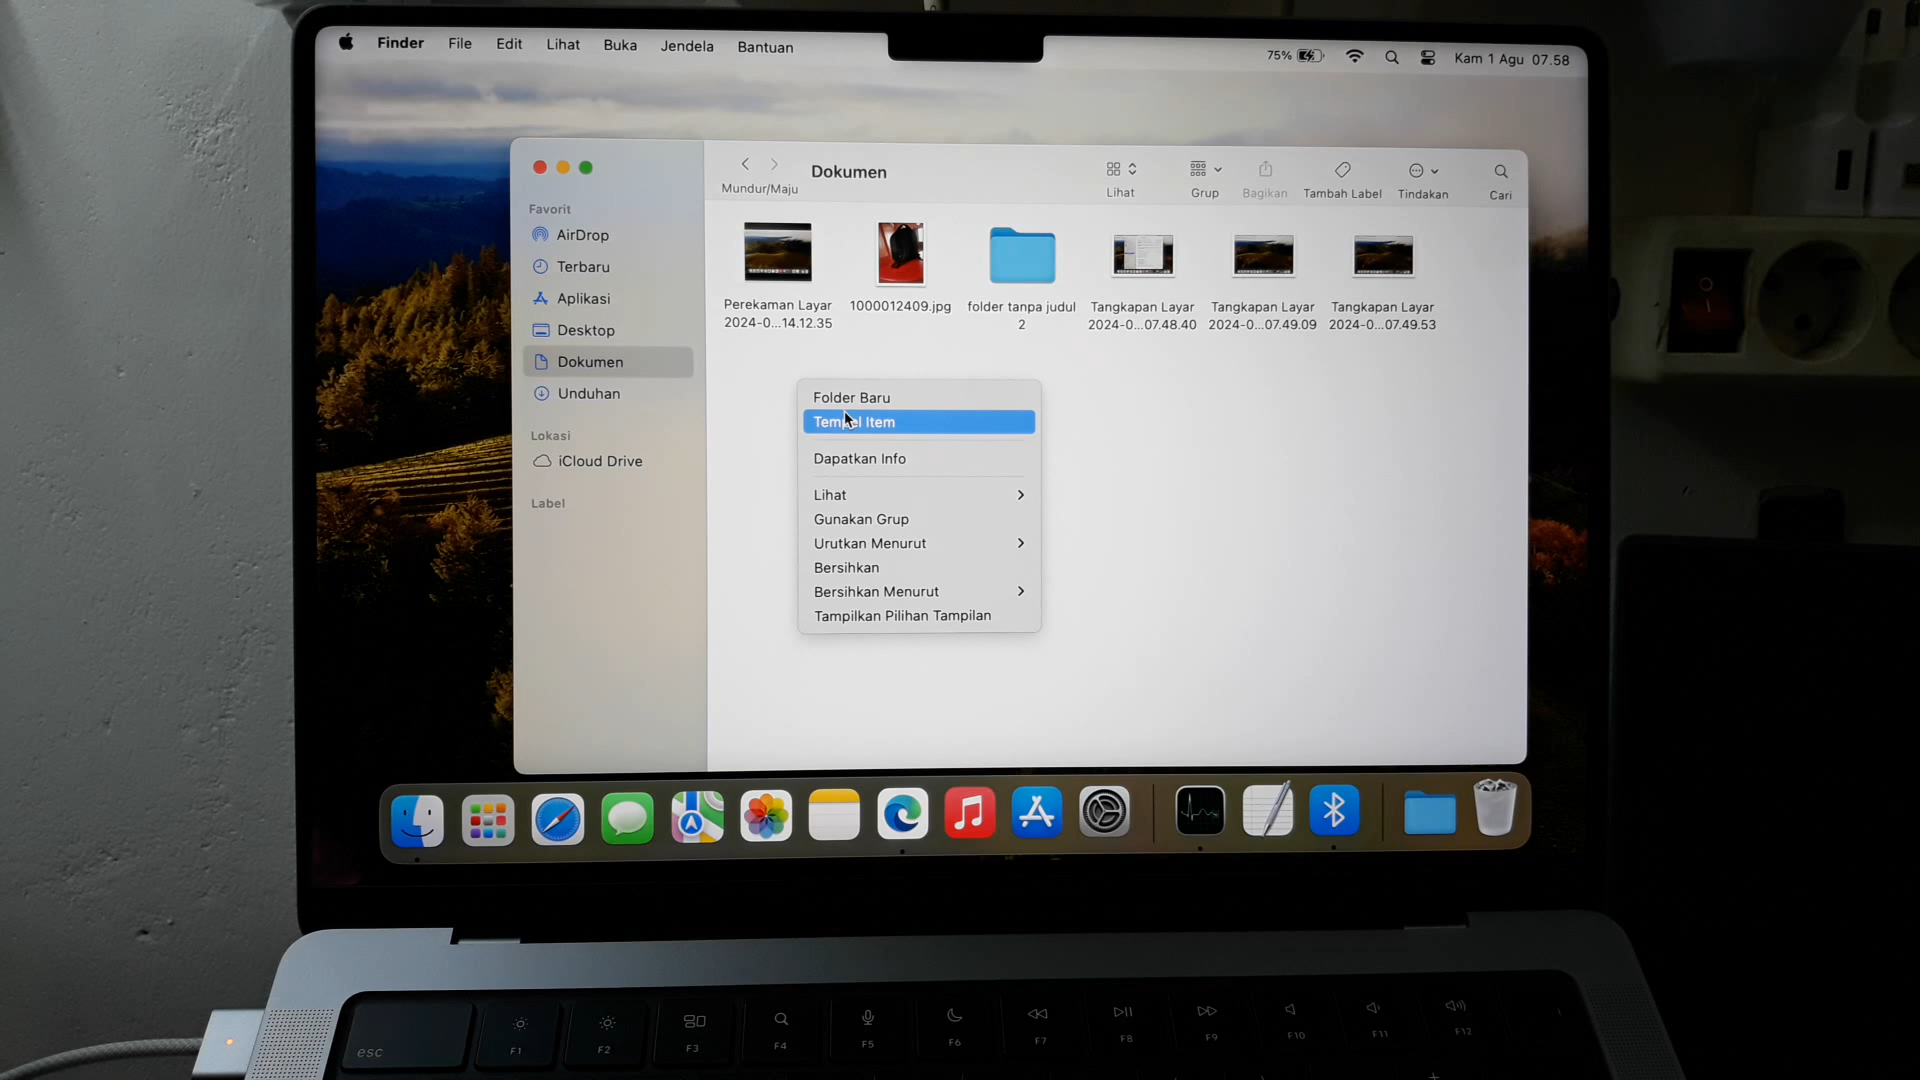 Finder File Edit Lihat Buka Jendela Bantuan
75% Kam 1 Agu 07.58
Mundur/Maju
Dokumen
Lihat Grup Bagikan Tambah Label Tindakan Cari
Favorit
AirDrop
Terbaru
Aplikasi
Desktop
Dokumen
Unduhan
Lokasi
iCloud Drive
Label
Perekaman Layar
2024-0...14.12.35
1000012409.jpg
folder tanpa judul
2
Tangkapan Layar
2024-0...07.48.40
Tangkapan Layar
2024-0...07.49.09
Tangkapan Layar
2024-0...07.49.53
Folder Baru
Tempel Item
Dapatkan Info
Lihat
Gunakan Grup
Urutkan Menurut
Bersihkan
Bersihkan Menurut
Tampilkan Pilihan Tampilan
esc F1 F2 F3 F4 F5 F6 F7 F8 F9 F10 F11 F12